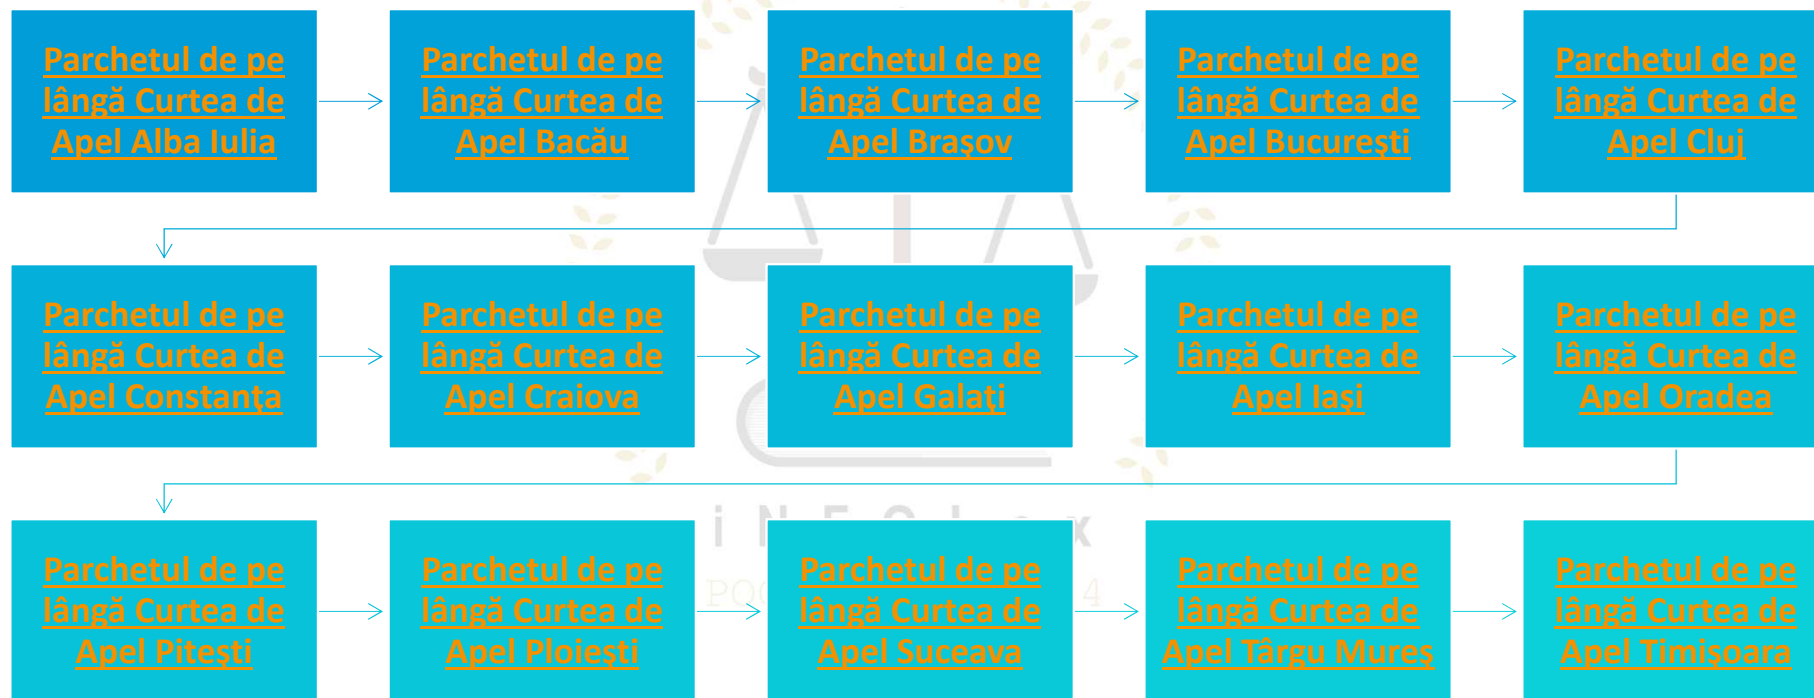 Parchetul de pe
lângă Curtea de
Apel Alba Iulia
Parchetul de pe
lângă Curtea de
Apel Bacău
Parchetul de pe
lângă Curtea de
Apel Braşov
Parchetul de pe
lângă Curtea de
Apel Bucureşti
Parchetul de pe
lângă Curtea de
Apel Cluj
Parchetul de pe
lângă Curtea de
Apel Constanţa
Parchetul de pe
lângă Curtea de
Apel Craiova
Parchetul de pe
lângă Curtea de
Apel Galaţi
Parchetul de pe
lângă Curtea de
Apel Iaşi
Parchetul de pe
lângă Curtea de
Apel Oradea
Parchetul de pe
lângă Curtea de
Apel Piteşti
Parchetul de pe
lângă Curtea de
Apel Ploieşti
Parchetul de pe
lângă Curtea de
Apel Suceava
Parchetul de pe
lângă Curtea de
Apel Târgu Mureş
Parchetul de pe
lângă Curtea de
Apel Timişoara